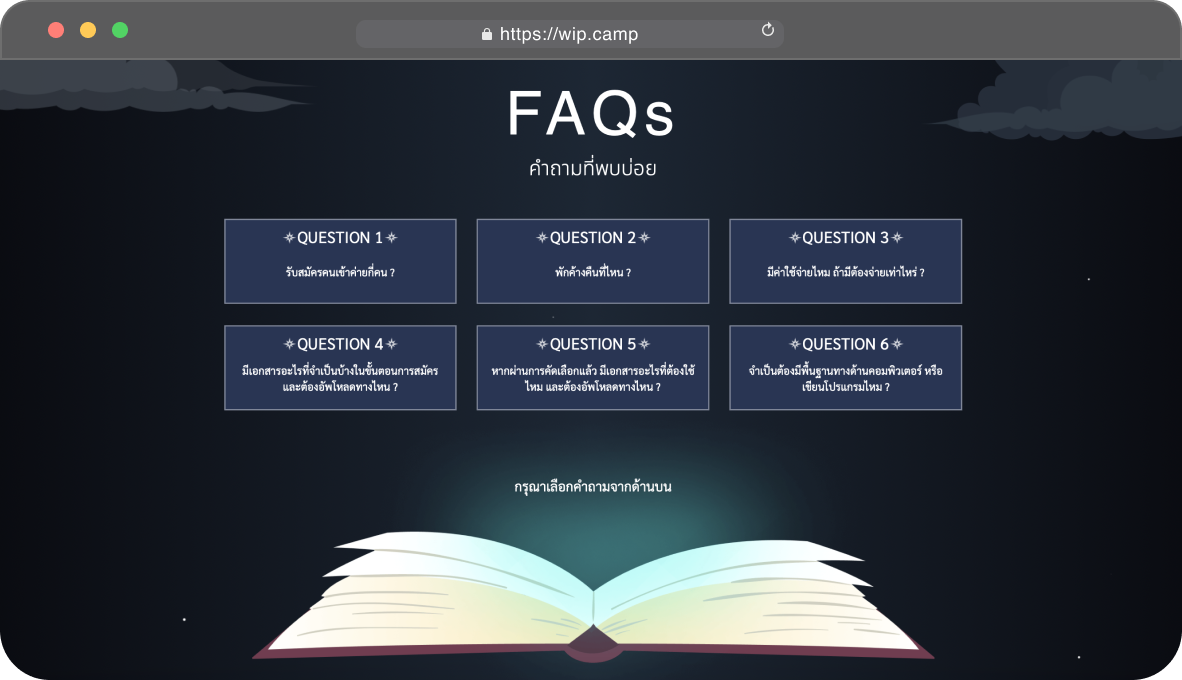 https://wip.camp
FAQs
คำถามที่พบบ่อย
QUESTION 1
รับสมัครคนเข้าค่ายกี่คน ?
QUESTION 2
พักค้างคืนที่ไหน ?
QUESTION 3
มีค่าใช้จ่ายไหม ถ้ามีต้องจ่ายเท่าไหร่ ?
QUESTION 4
มีเอกสารอะไรที่จำเป็นบ้างในขั้นตอนการสมัคร
และต้องอัพโหลดทางไหน ?
QUESTION 5
หากผ่านการคัดเลือกแล้ว มีเอกสารอะไรที่ต้องใช้
ไหม และต้องอัพโหลดทางไหน ?
QUESTION 6
จำเป็นต้องมีพื้นฐานทางด้านคอมพิวเตอร์ หรือ
เขียนโปรแกรมไหม ?
กรุณาเลือกคำถามจากด้านบน